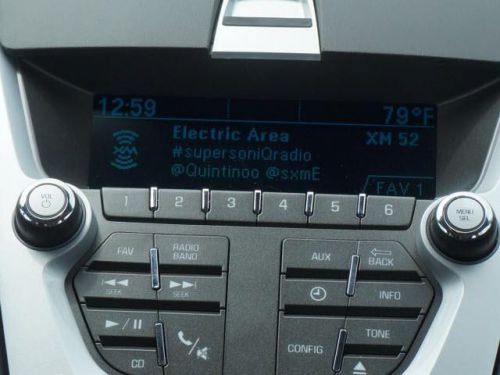 12:59 79°F
Electric Area XM 52
#supersoniQradio
@Quintinoo @sxmE
FAV 1
XM
VOL
1 2 3 4 5 6
MENU
SEL
FAV RADIO BAND
AUX BACK
SEEK SEEK
INFO
TONE
CD
CONFIG